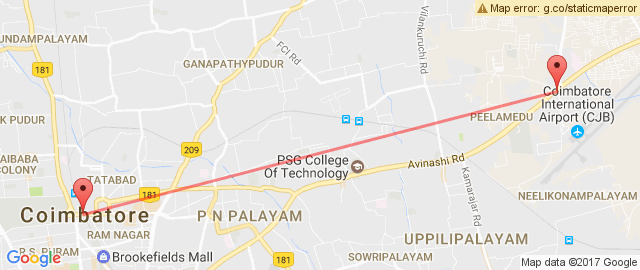 Map error: g.co/staticmaperror
UNDAMPALAYAM
Vilankuruchi Rd
FCI Rd
181
GANAPATHYPUDUR
Coimbatore
International
Airport (CJB)
PEELAMEDU
K PUDUR
209
AIBABA
COLONY
PSG College
Of Technology
Avinashi Rd
TATABAD
Kamarajar Rd
181
NEELIKONAMPALAYAM
Coimbatore
P N PALAYAM
RAM NAGAR
UPPILIPALAYAM
R.S. PURAM
Brookefields Mall
181
SOWRIPALAYAM
Google
Map data ©2017 Google